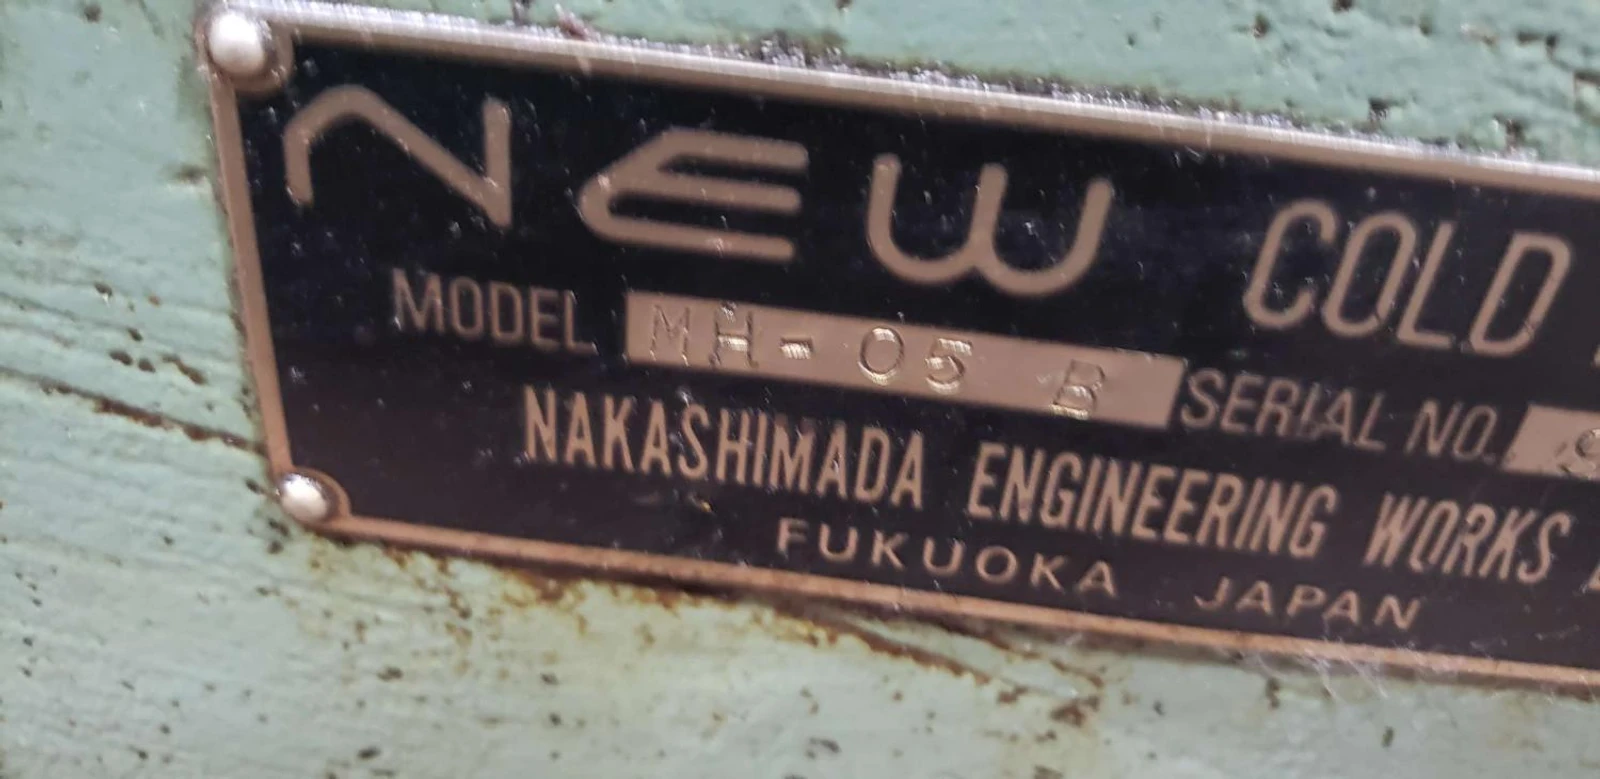 NEW COLD
MODEL MH-05 B SERIAL NO.
NAKASHIMADA ENGINEERING WORKS
FUKUOKA JAPAN